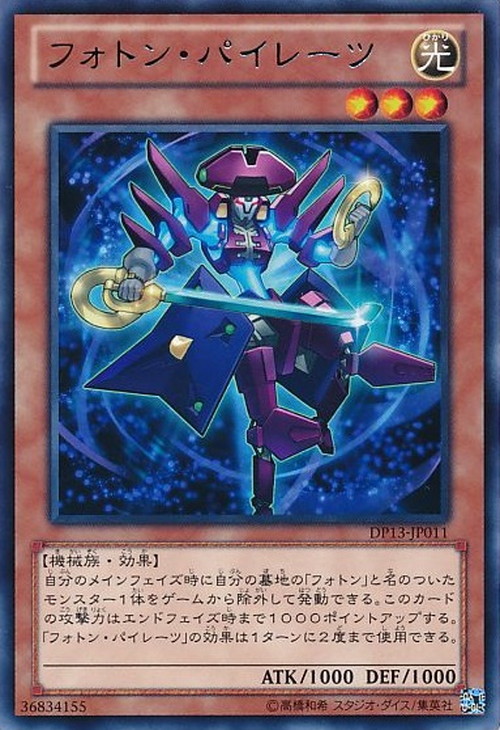 フォトン・パイレーツ
ひかり
光
DP13-JP011
【機械族・効果】
自分のメインフェイズ時に自分の墓地の「フォトン」と名のついた
モンスター1体をゲームから除外して発動できる。このカード
の攻撃力はエンドフェイズ時まで1000ポイントアップする。
「フォトン・パイレーツ」の効果は1ターンに2度まで使用できる。
ATK/1000 DEF/1000
36834155
©高橋和希 スタジオ・ダイス/集英社